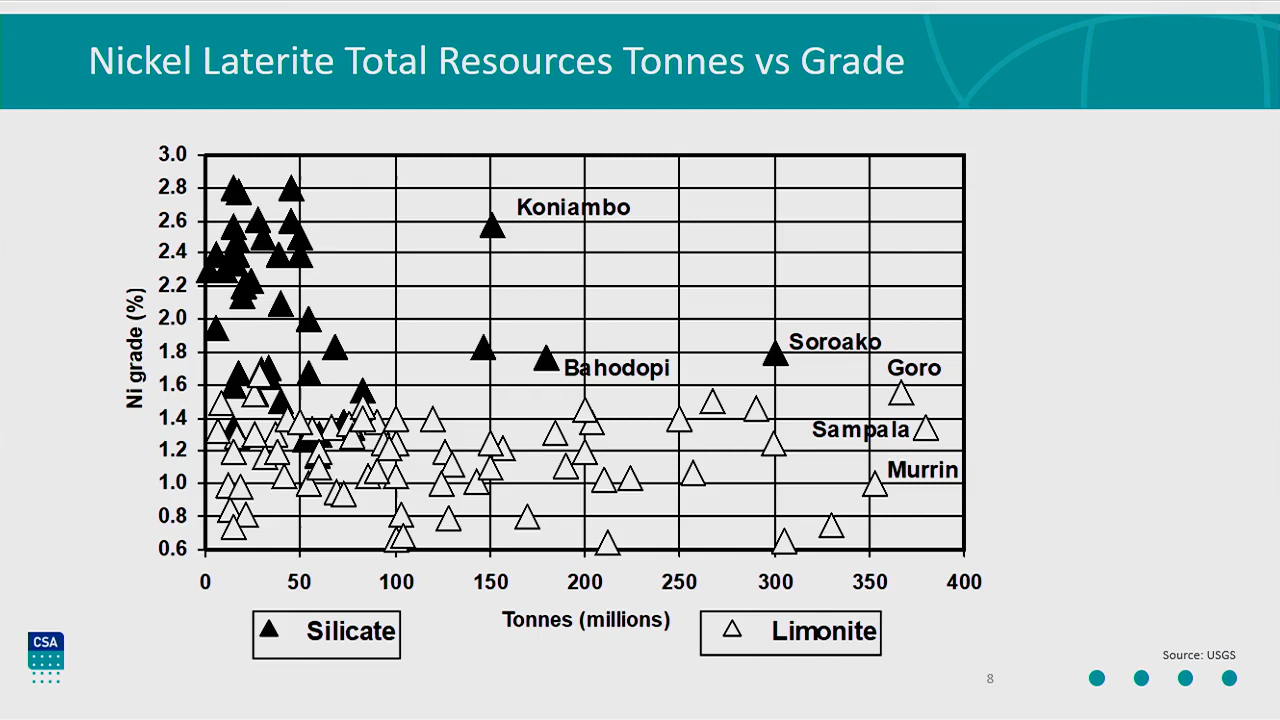 Nickel Laterite Total Resources Tonnes vs Grade
3.0
2.8
2.6
2.4
2.2
2.0
1.8
1.6
1.4
1.2
1.0
0.8
0.6
Ni grade (%)
Koniambo
Soroako
Bahodopi
Goro
Sampala
Murrin
0 50 100 150 200 250 300 350 400
Tonnes (millions)
Silicate
Limonite
CSA
Source: USGS
8